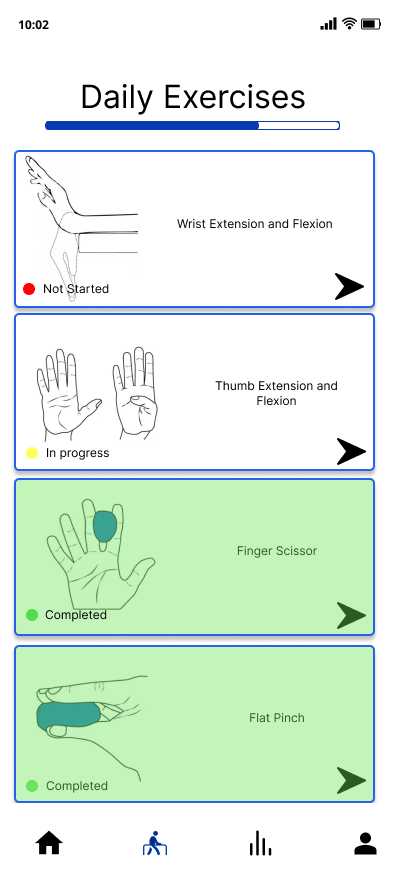 10:02
Daily Exercises
Wrist Extension and Flexion
Not Started
Thumb Extension and
Flexion
In progress
Finger Scissor
Completed
Flat Pinch
Completed